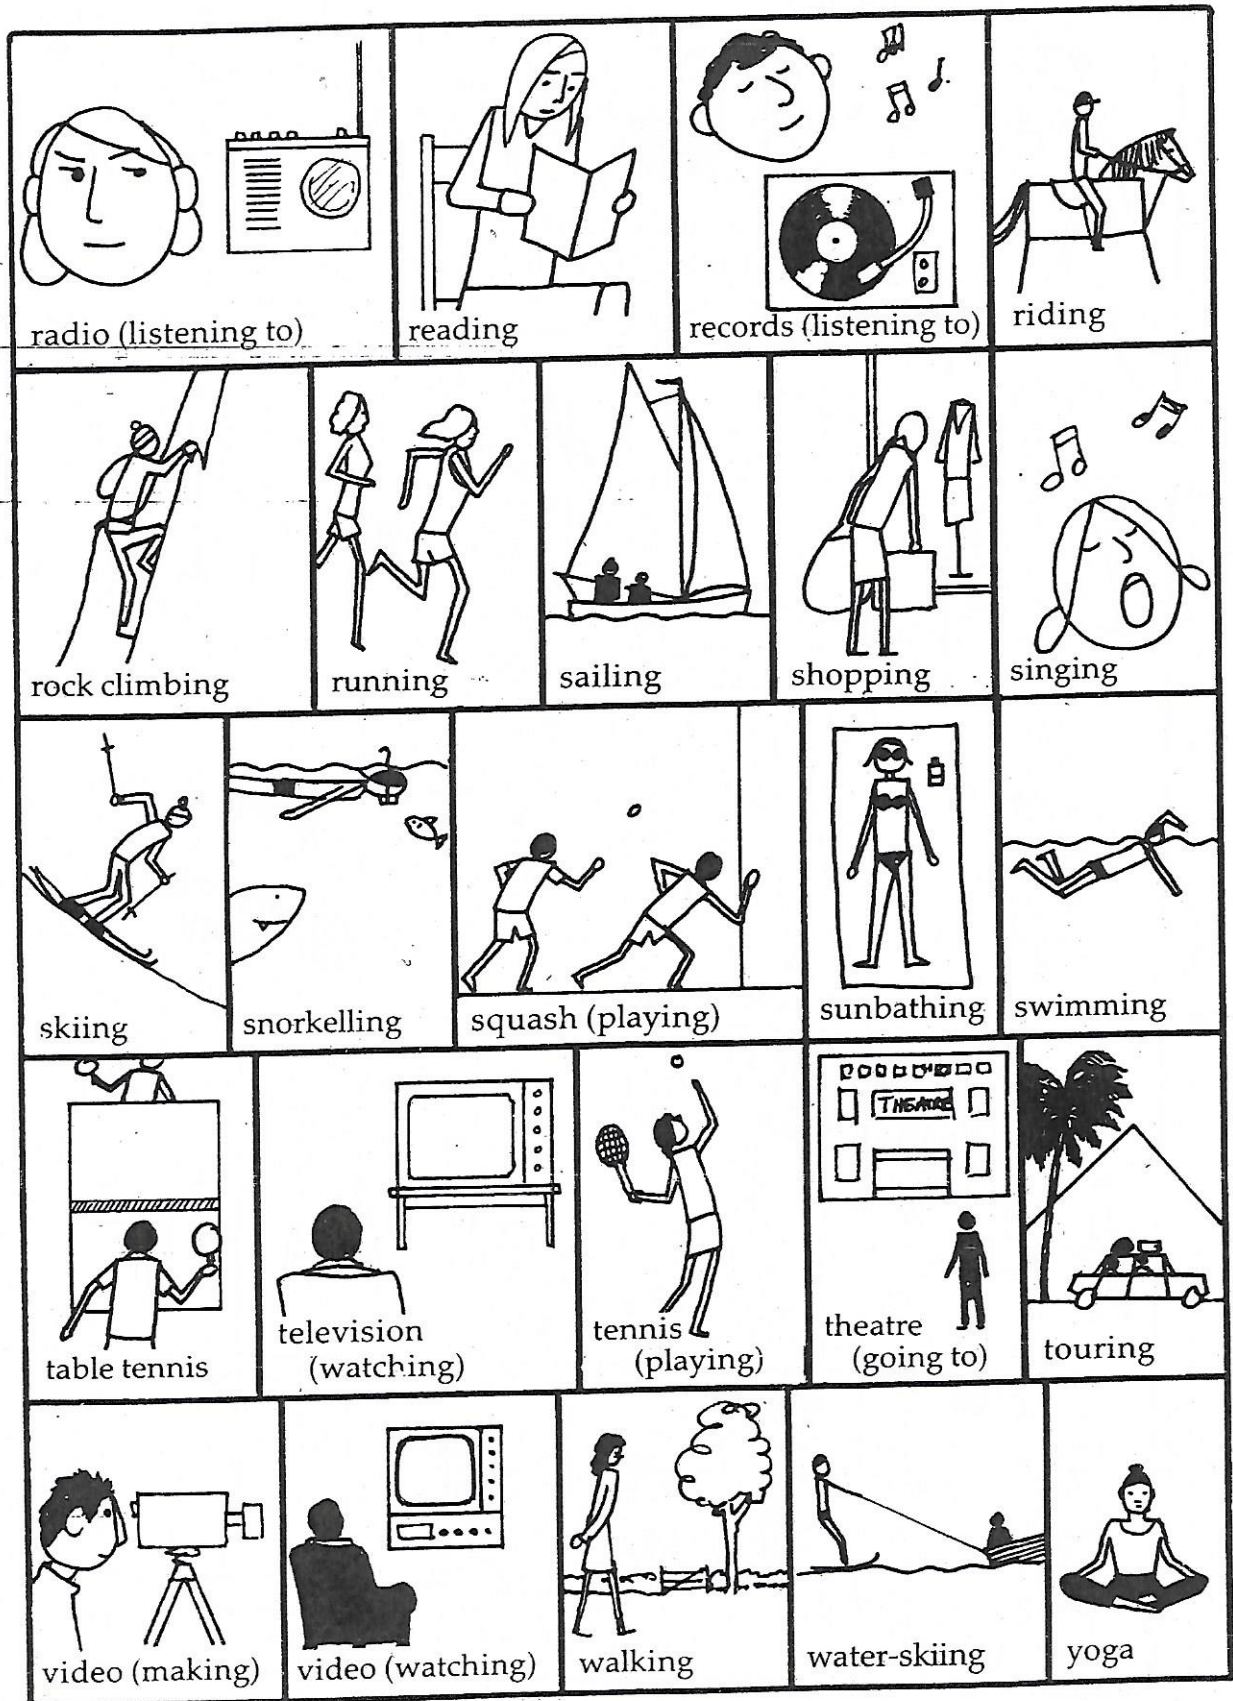 radio (listening to)
reading
records (listening to)
riding
rock climbing
running
sailing
shopping
singing
skiing
snorkelling
squash (playing)
sunbathing
swimming
THEATRE
table tennis
television
(watching)
tennis
(playing)
theatre
(going to)
touring
video (making)
video (watching)
walking
water-skiing
yoga